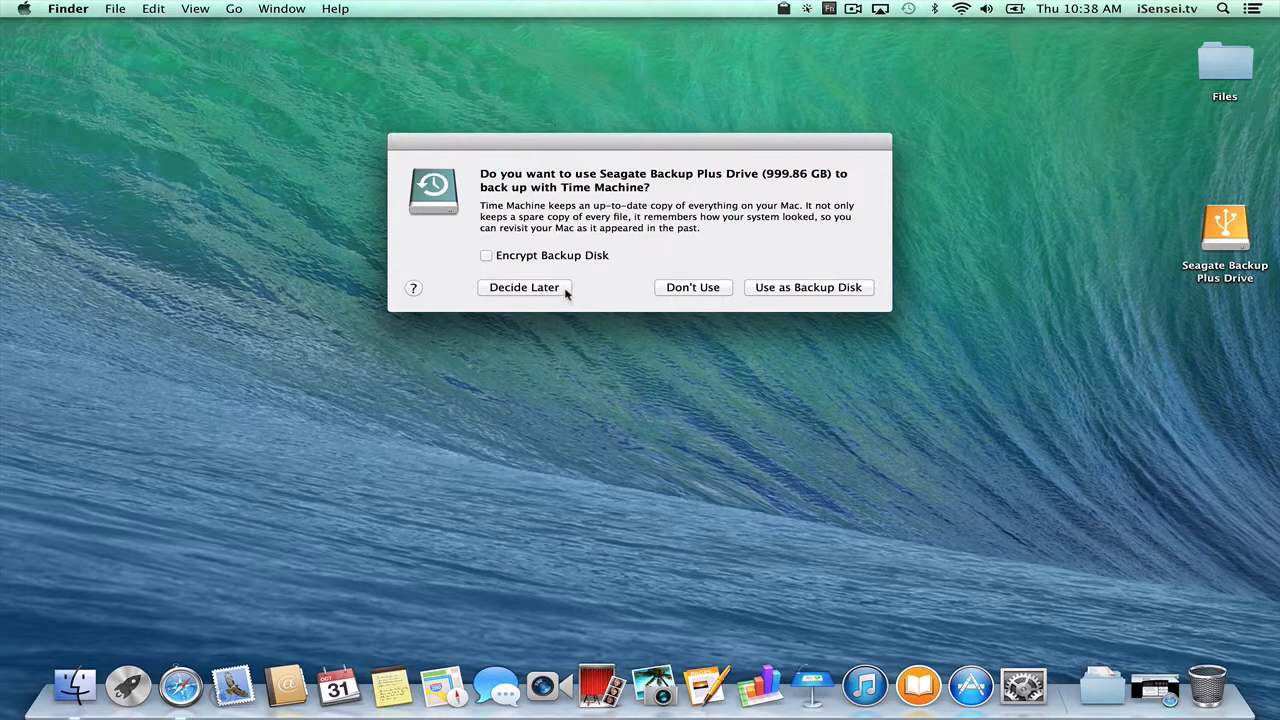 Finder File Edit View Go Window Help Thu 10:38 AM iSensei.tv
Files
Do you want to use Seagate Backup Plus Drive (999.86 GB) to
back up with Time Machine?
Time Machine keeps an up-to-date copy of everything on your Mac. It not only
keeps a spare copy of every file, it remembers how your system looked, so you
can revisit your Mac as it appeared in the past.
Encrypt Backup Disk
? Decide Later Don't Use Use as Backup Disk
Seagate Backup
Plus Drive
31